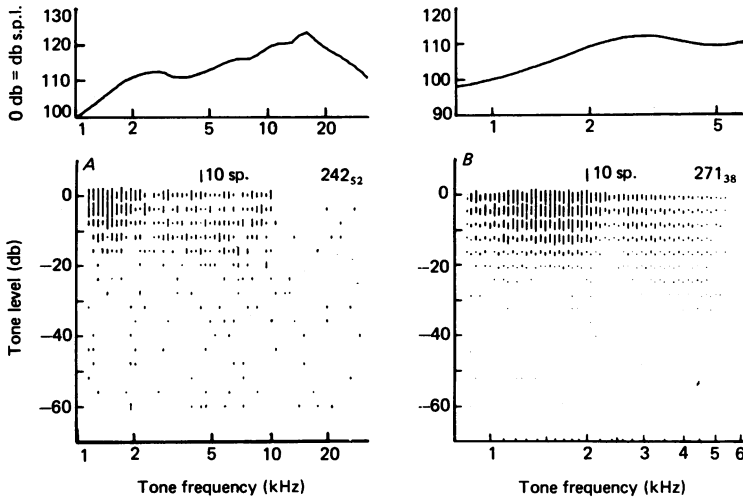 0 db = db s.p.l.
130
120
110
100
1 2 5 10 20
120
110
100
90
1 2 5
A
10 sp.
242₅₂
B
10 sp.
271₃₈
Tone level (db)
0
−20
−40
−60
0
−20
−40
−60
1 2 5 10 20
1 2 3 4 5 6
Tone frequency (kHz)
Tone frequency (kHz)